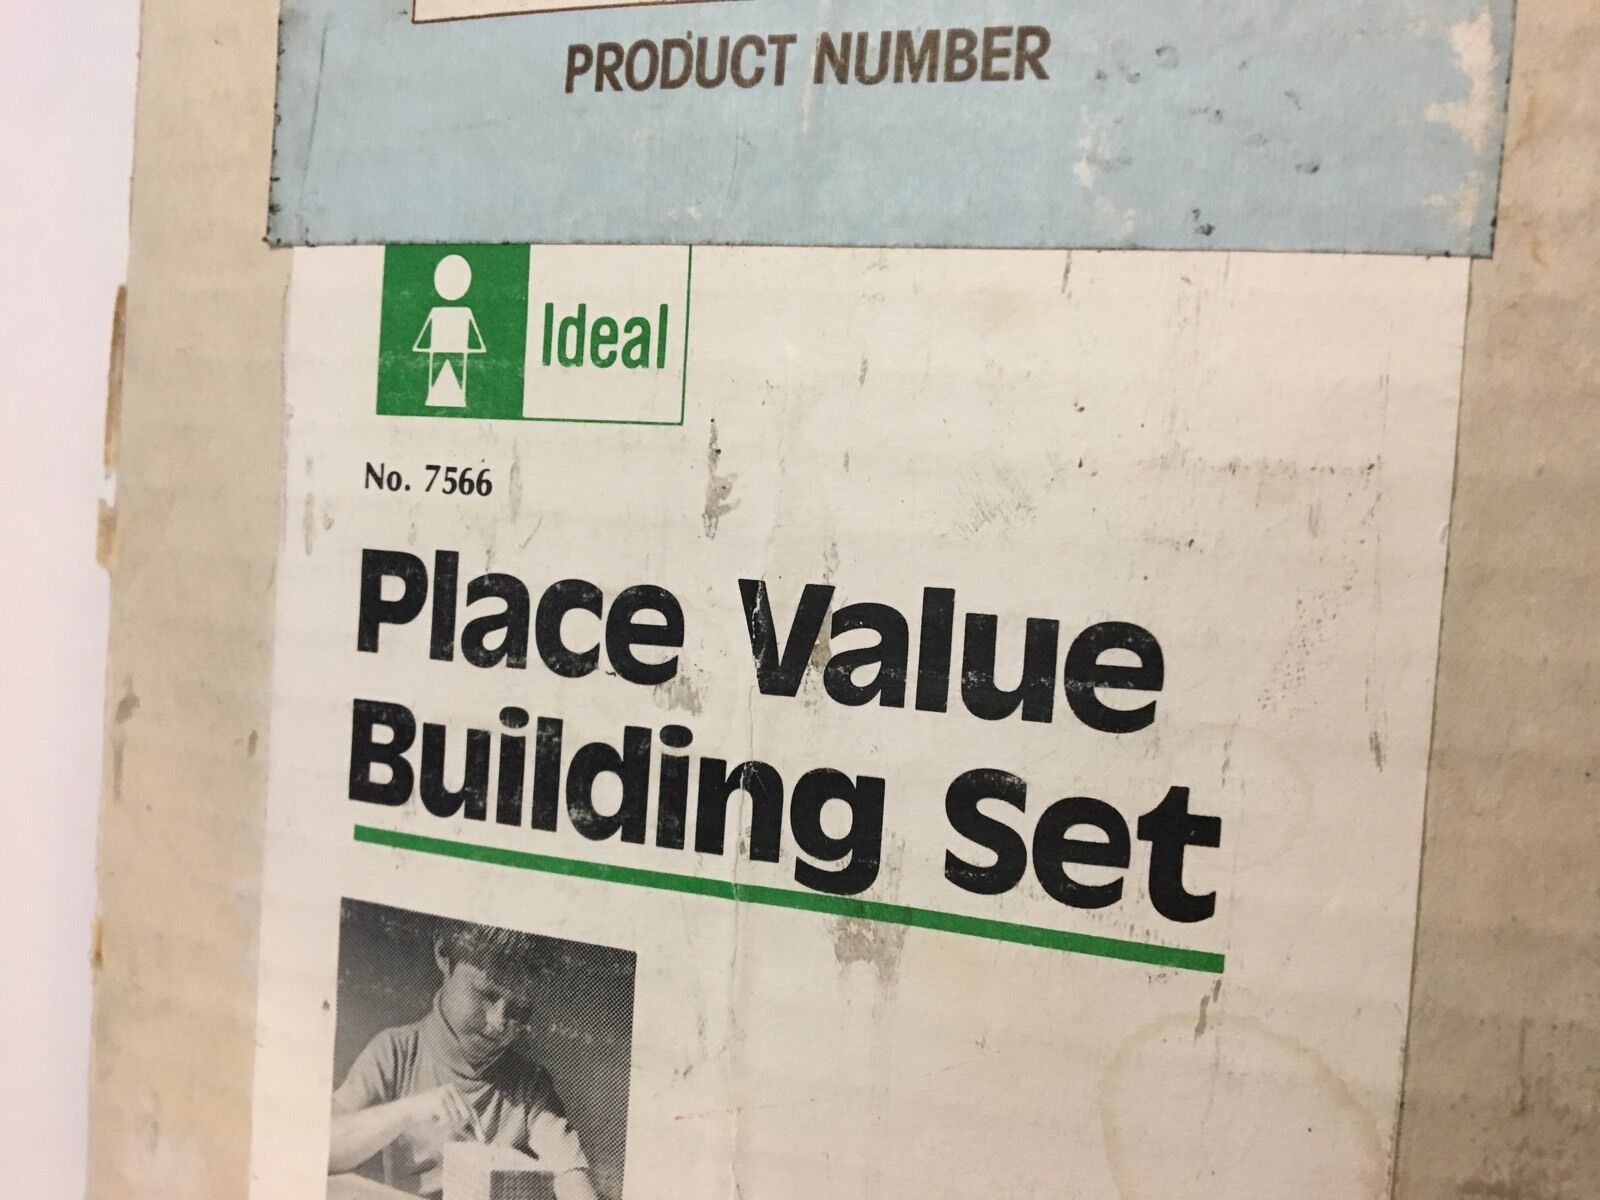 PRODUCT NUMBER
Ideal
No. 7566
Place Value
Building Set